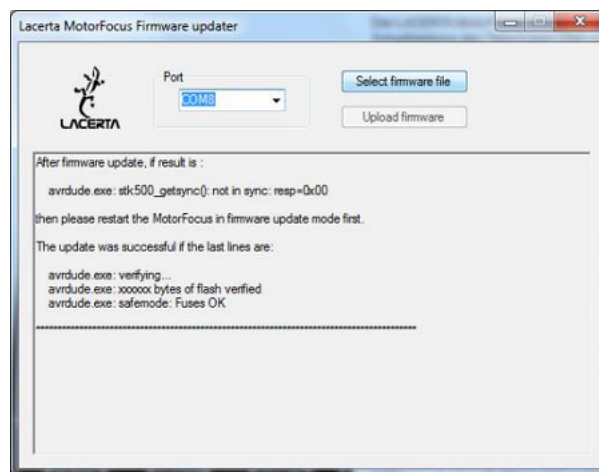 Lacerta MotorFocus Firmware updater
Port
COM8
Select firmware file
Upload firmware
LACERTA
After firmware update, if result is :
avrdude.exe: stk500_getsync(): not in sync: resp=0x00
then please restart the MotorFocus in firmware update mode first.
The update was successful if the last lines are:
avrdude.exe: verifying...
avrdude.exe: xxxxxx bytes of flash verified
avrdude.exe: safemode: Fuses OK